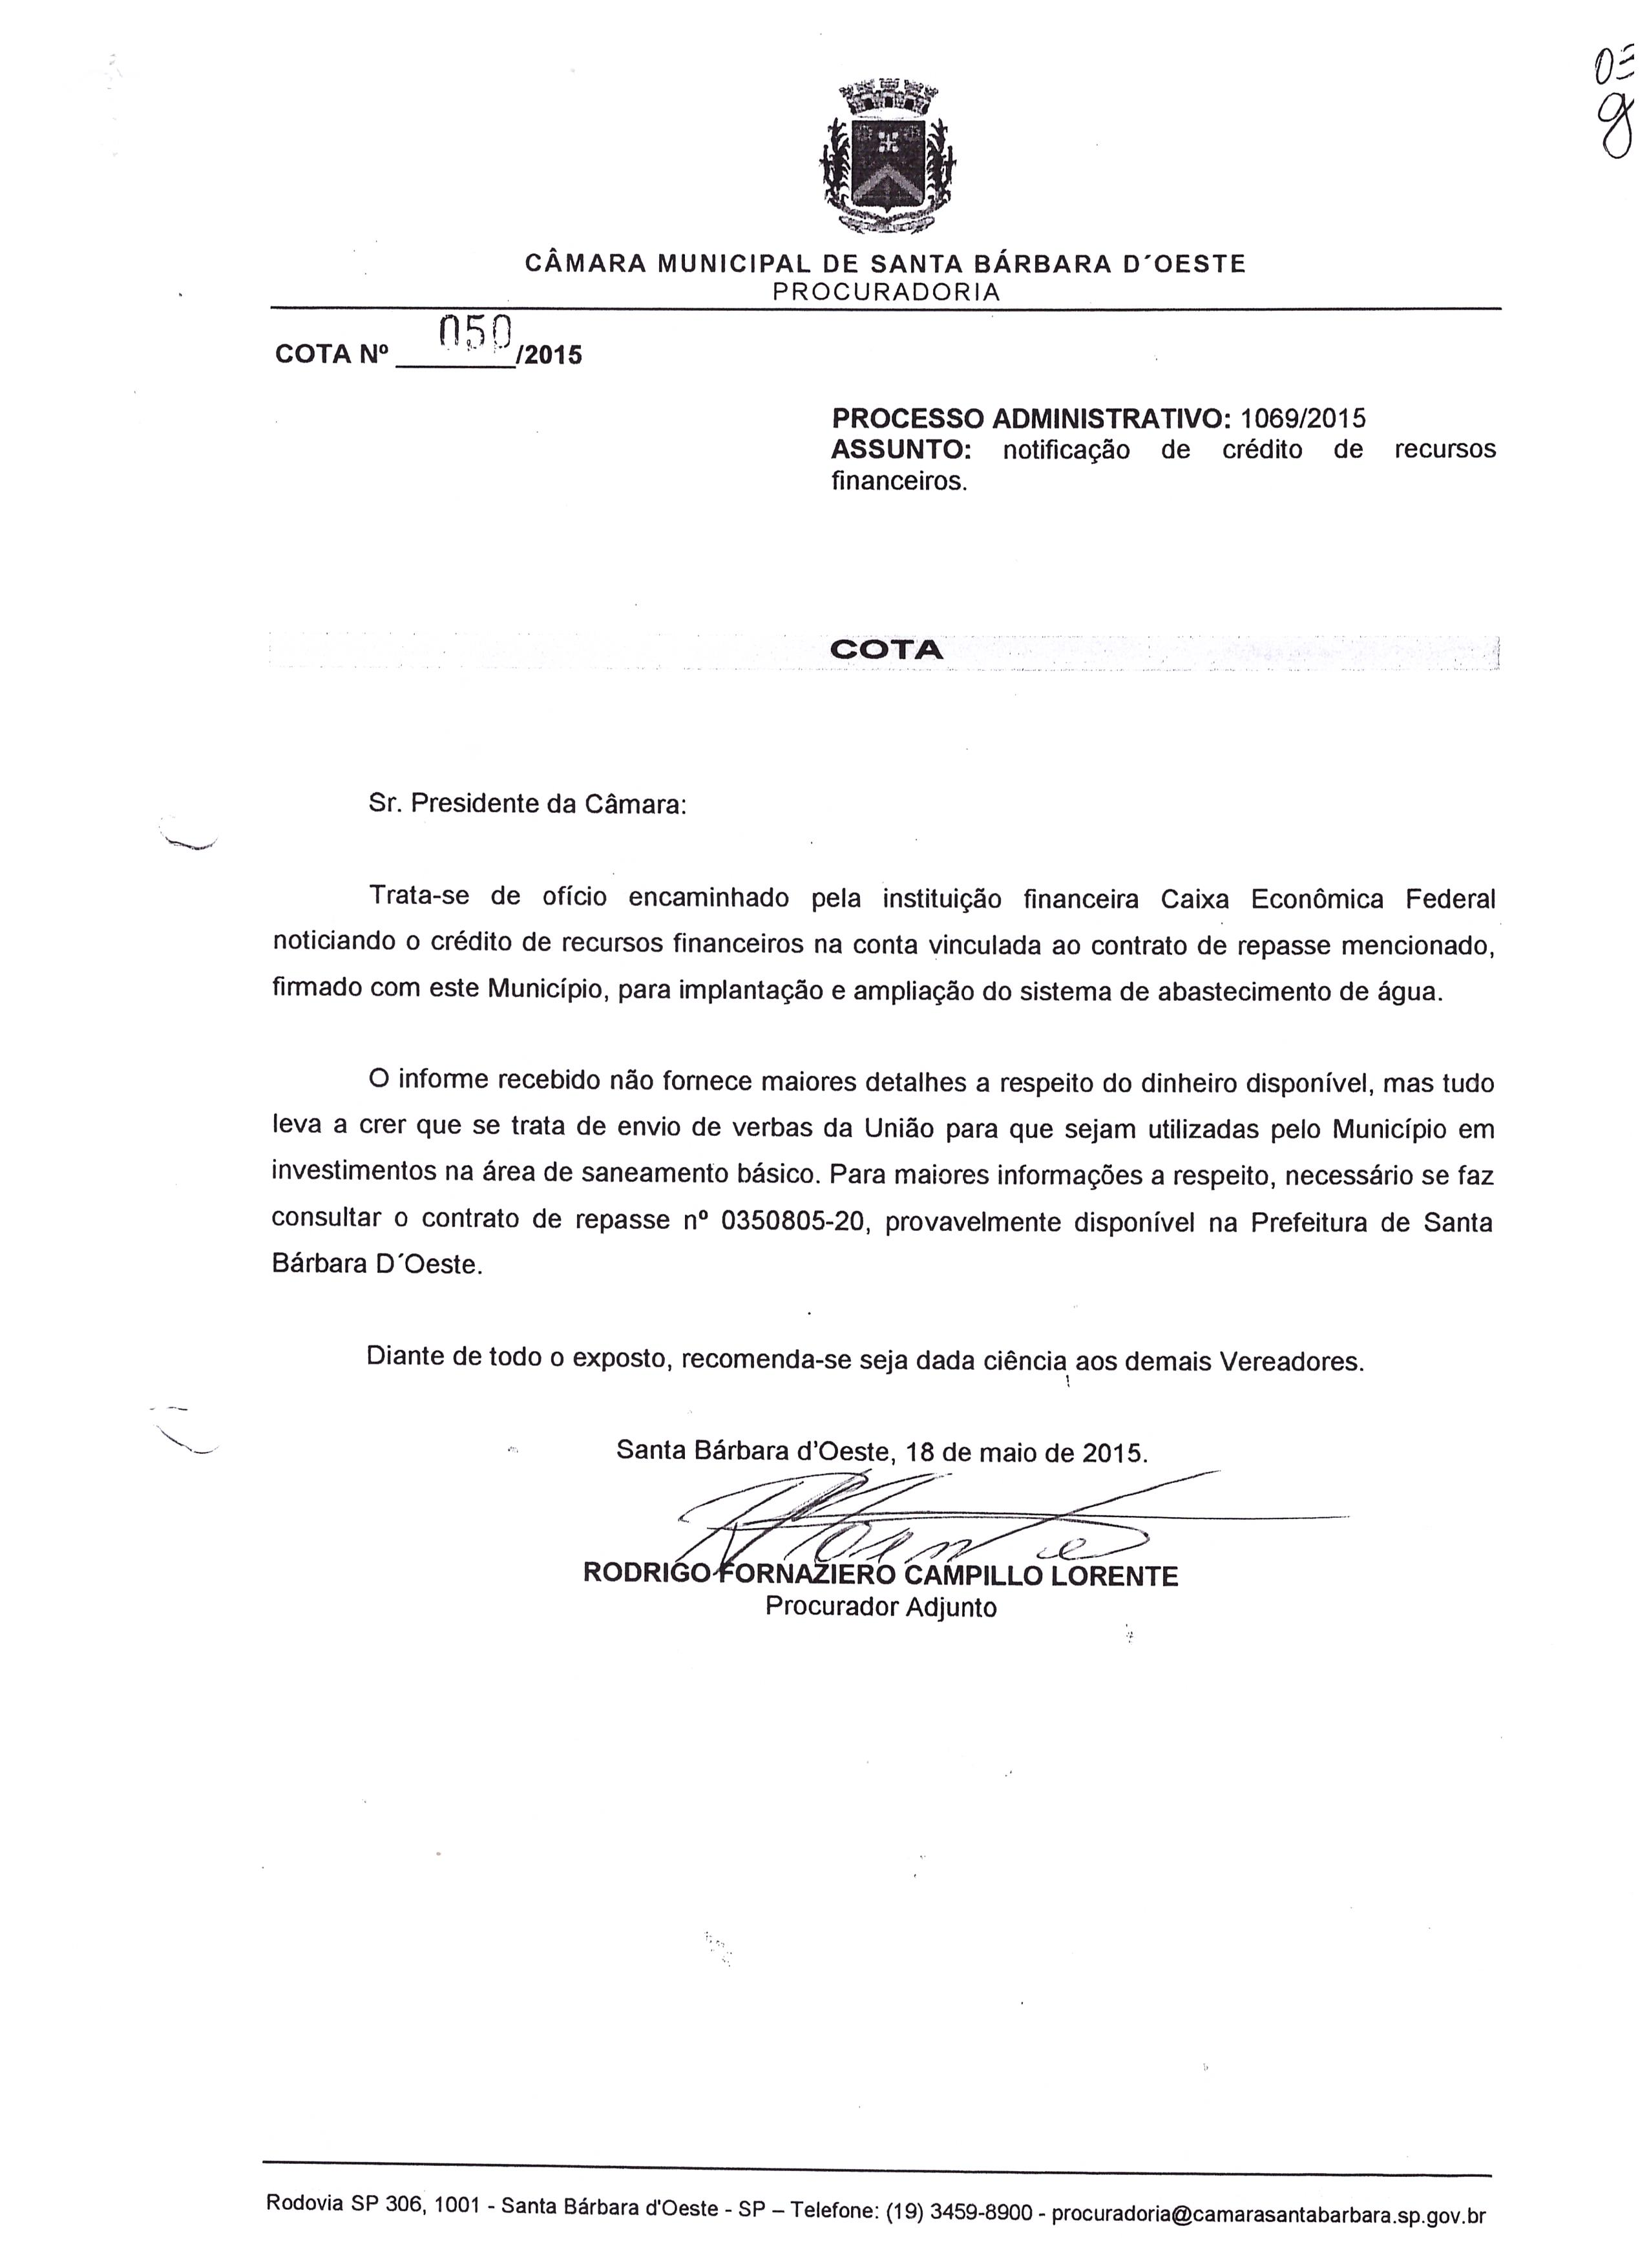 03
CÂMARA MUNICIPAL DE SANTA BÁRBARA D´OESTE
PROCURADORIA
COTA Nº 050/2015
PROCESSO ADMINISTRATIVO: 1069/2015
ASSUNTO: notificação de crédito de recursos
financeiros.
COTA
Sr. Presidente da Câmara:
Trata-se de ofício encaminhado pela instituição financeira Caixa Econômica Federal
noticiando o crédito de recursos financeiros na conta vinculada ao contrato de repasse mencionado,
firmado com este Município, para implantação e ampliação do sistema de abastecimento de água.
O informe recebido não fornece maiores detalhes a respeito do dinheiro disponível, mas tudo
leva a crer que se trata de envio de verbas da União para que sejam utilizadas pelo Município em
investimentos na área de saneamento básico. Para maiores informações a respeito, necessário se faz
consultar o contrato de repasse nº 0350805-20, provavelmente disponível na Prefeitura de Santa
Bárbara D´Oeste.
Diante de todo o exposto, recomenda-se seja dada ciência aos demais Vereadores.
Santa Bárbara d'Oeste, 18 de maio de 2015.
RODRIGO FORNAZIERO CAMPILLO LORENTE
Procurador Adjunto
Rodovia SP 306, 1001 - Santa Bárbara d'Oeste - SP – Telefone: (19) 3459-8900 - procuradoria@camarasantabarbara.sp.gov.br